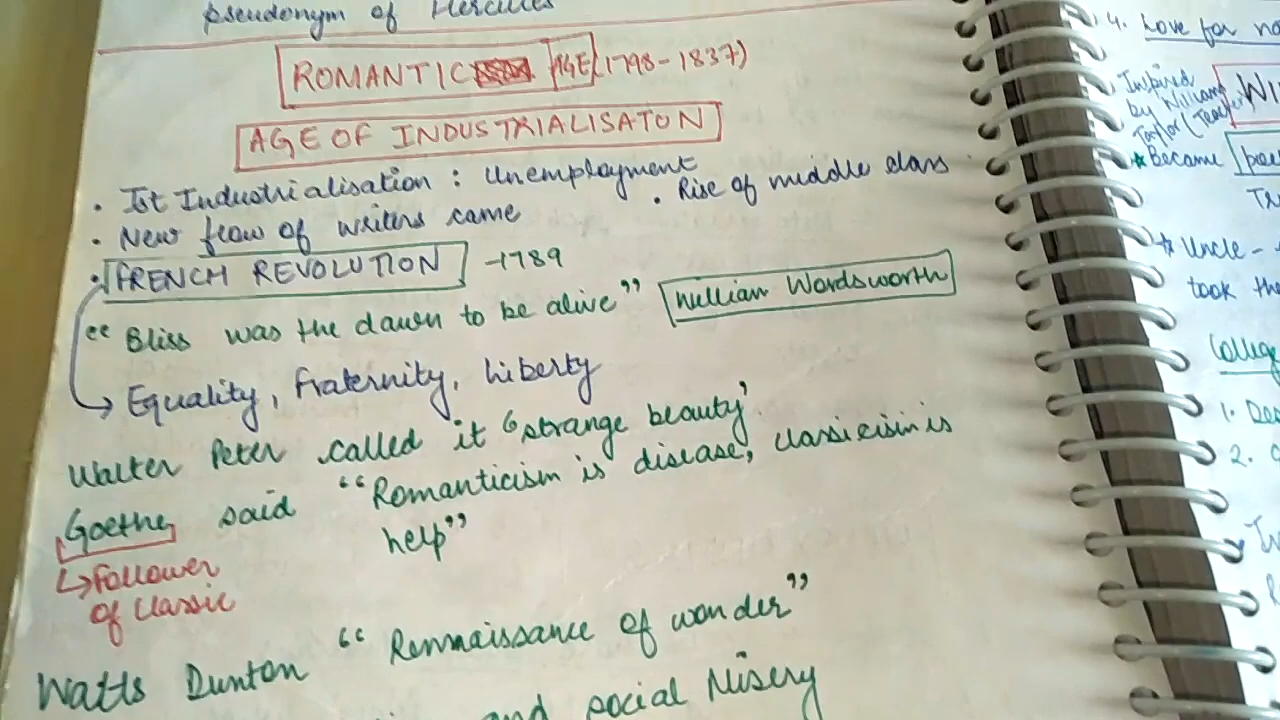 pseudonym of Hercules
ROMANTIC AGE (1798-1837)
AGE OF INDUSTRIALISATON
• Ist Industrialisation : Unemployment
• Rise of middle class
• New flow of writers came
• FRENCH REVOLUTION -1789
"Bliss was the dawn to be alive" William Wordsworth
→ Equality, Fraternity, Liberty
Walter Peter called it 'strange beauty'
Goethe said "Romanticism is disease, classicism is
help"
↳ Follower
of classic
Watts Dunton "Rennaissance of wonder"
and social Misery
4. Love for
Inspired
by William
Taylor (Teacher
WI
★ Became
★ Uncle -
took the
College
1.
2.